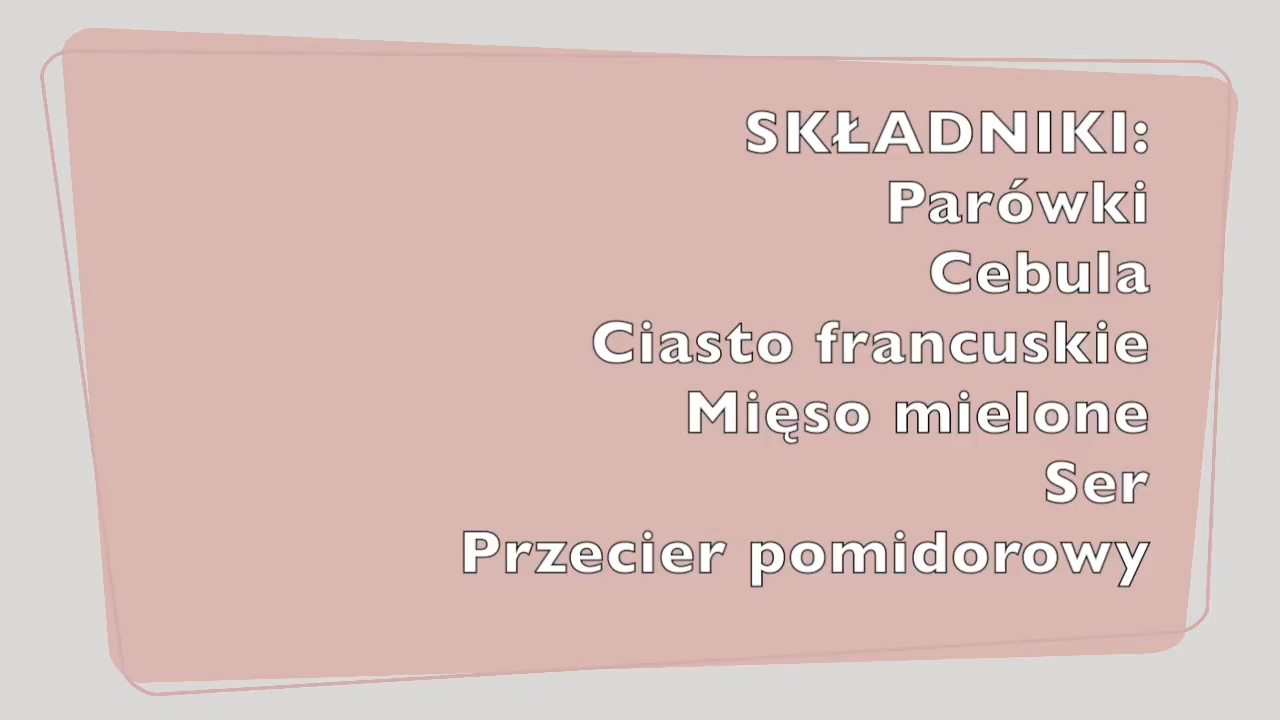 SKŁADNIKI:
Parówki
Cebula
Ciasto francuskie
Mięso mielone
Ser
Przecier pomidorowy